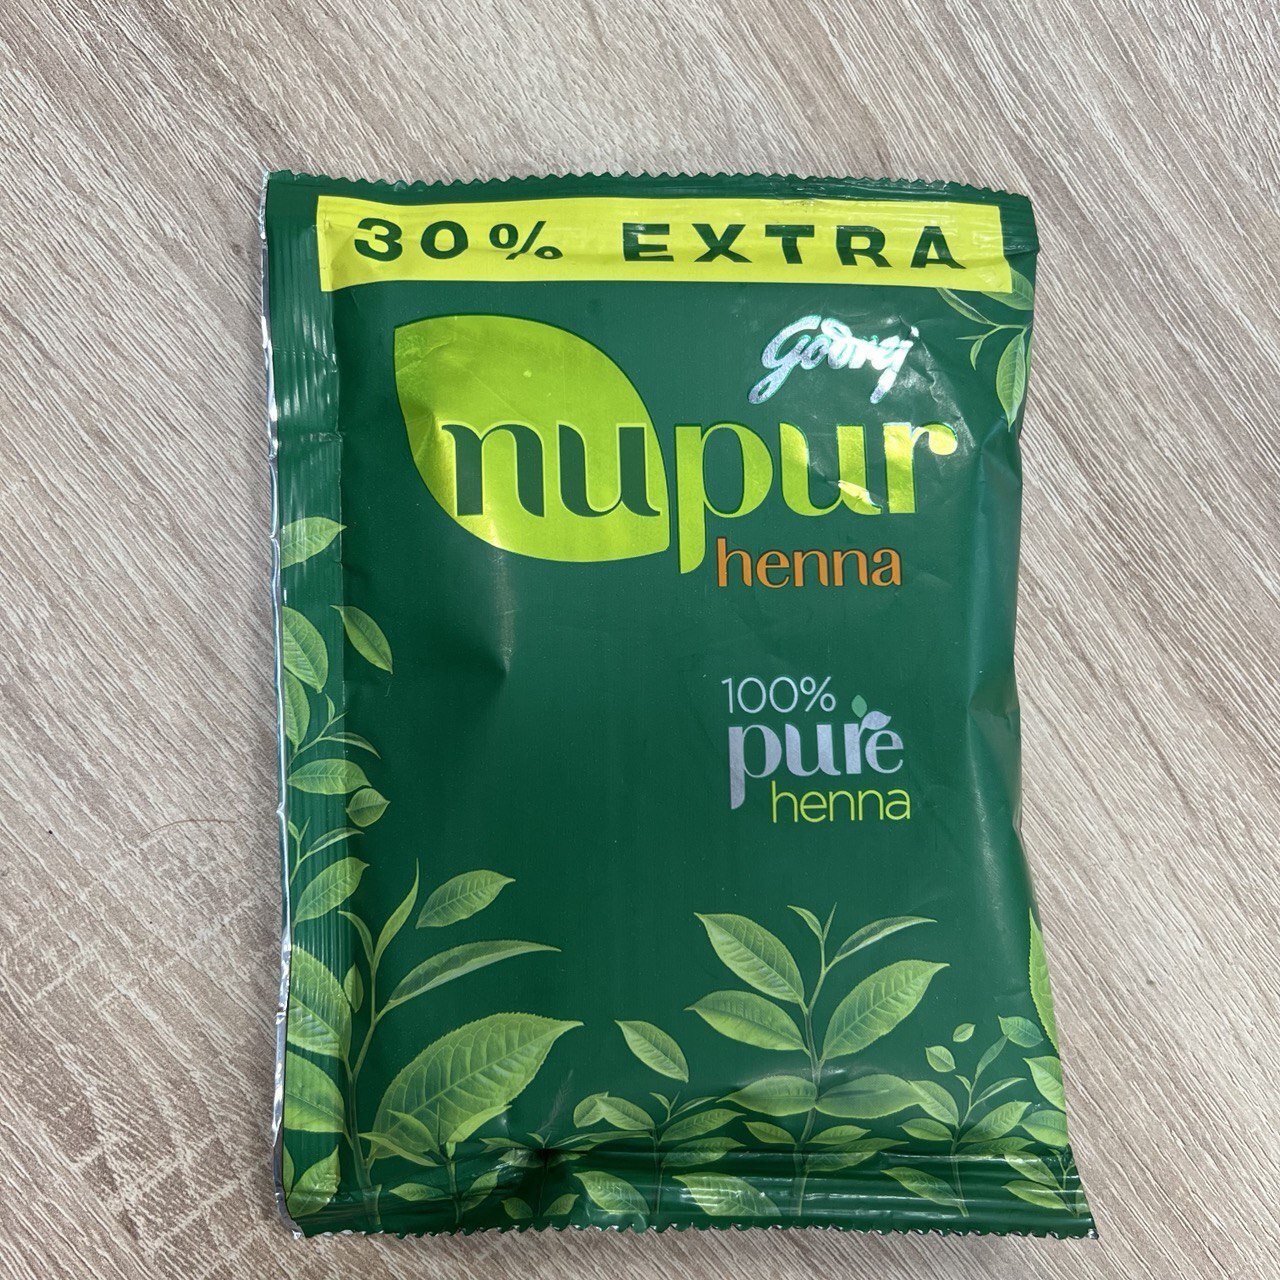 30% EXTRA
Godrej
nupur
henna
100%
pure
henna